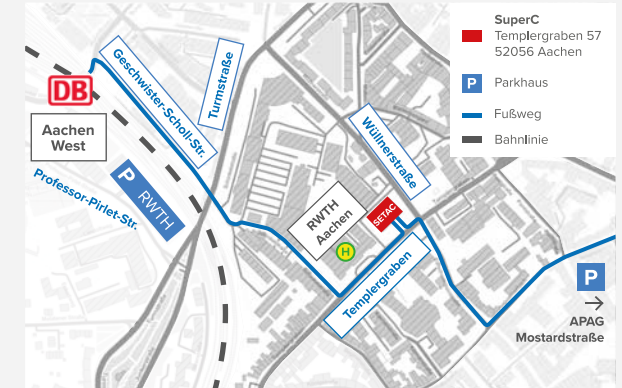 SuperC
Templergraben 57
52056 Aachen
P
Parkhaus
Fußweg
Bahnlinie
DB
Aachen
West
Geschwister-Scholl-Str.
Turmstraße
Wüllnerstraße
P RWTH
Professor-Pirlet-Str.
RWTH
Aachen
SETAC
H
Templergraben
P
→
APAG
Mostardstraße